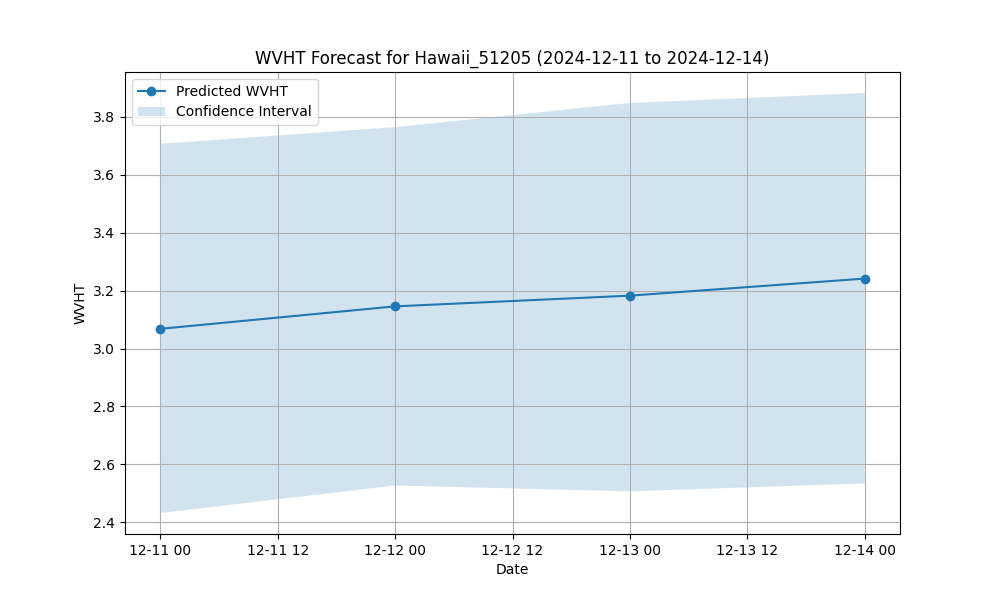 WVHT Forecast for Hawaii_51205 (2024-12-11 to 2024-12-14)
Predicted WVHT
Confidence Interval
3.8
3.6
3.4
3.2
3.0
2.8
2.6
2.4
WVHT
12-11 00 12-11 12 12-12 00 12-12 12 12-13 00 12-13 12 12-14 00
Date